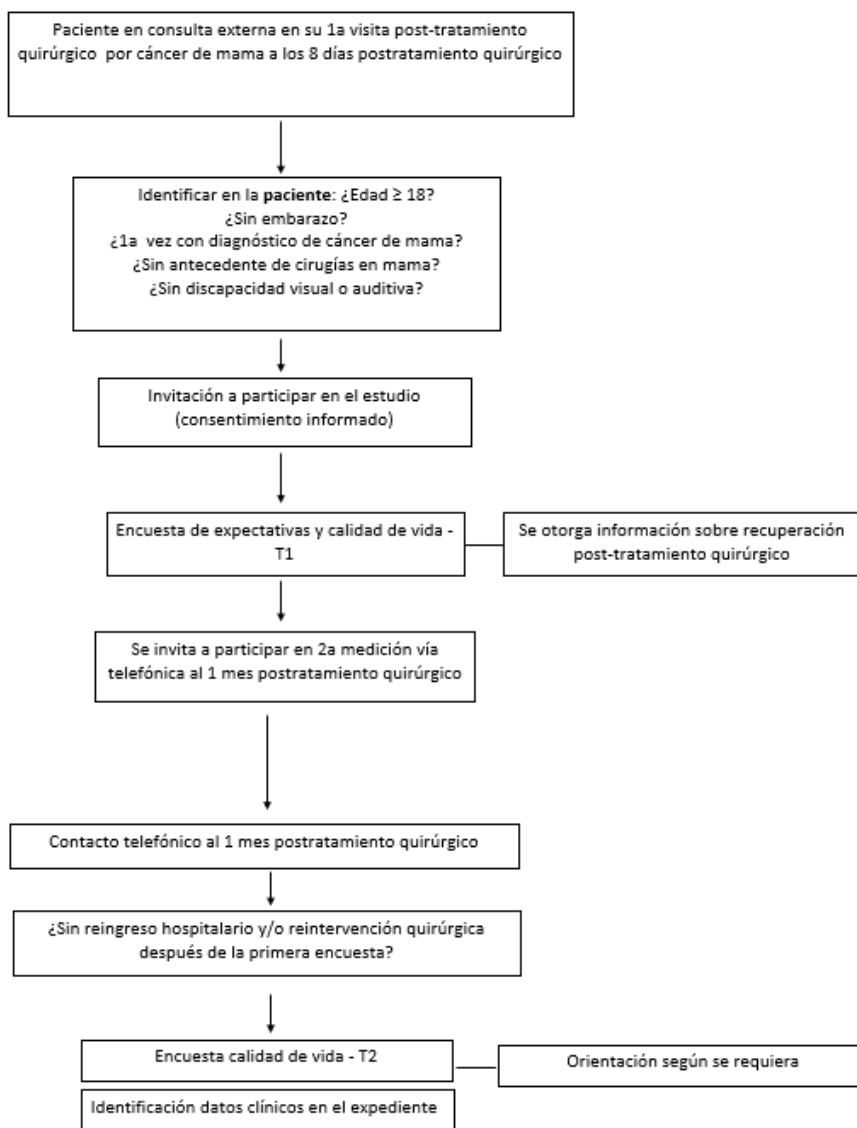 Paciente en consulta externa en su 1a visita post-tratamiento
quirúrgico por cáncer de mama a los 8 días postratamiento quirúrgico
Identificar en la paciente: ¿Edad ≥ 18?
¿Sin embarazo?
¿1a vez con diagnóstico de cáncer de mama?
¿Sin antecedente de cirugías en mama?
¿Sin discapacidad visual o auditiva?
Invitación a participar en el estudio
(consentimiento informado)
Encuesta de expectativas y calidad de vida -
T1
Se otorga información sobre recuperación
post-tratamiento quirúrgico
Se invita a participar en 2a medición vía
telefónica al 1 mes postratamiento quirúrgico
Contacto telefónico al 1 mes postratamiento quirúrgico
¿Sin reingreso hospitalario y/o reintervención quirúrgica
después de la primera encuesta?
Encuesta calidad de vida - T2
Orientación según se requiera
Identificación datos clínicos en el expediente